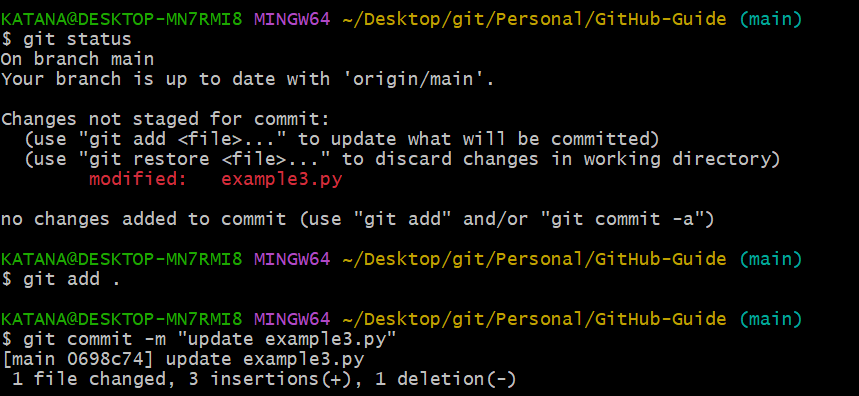 KATANA@DESKTOP-MN7RMI8 MINGW64 ~/Desktop/git/Personal/GitHub-Guide (main)
$ git status
On branch main
Your branch is up to date with 'origin/main'.
Changes not staged for commit:
  (use "git add <file>..." to update what will be committed)
  (use "git restore <file>..." to discard changes in working directory)
        modified:   example3.py
no changes added to commit (use "git add" and/or "git commit -a")
KATANA@DESKTOP-MN7RMI8 MINGW64 ~/Desktop/git/Personal/GitHub-Guide (main)
$ git add .
KATANA@DESKTOP-MN7RMI8 MINGW64 ~/Desktop/git/Personal/GitHub-Guide (main)
$ git commit -m "update example3.py"
[main 0698c74] update example3.py
 1 file changed, 3 insertions(+), 1 deletion(-)